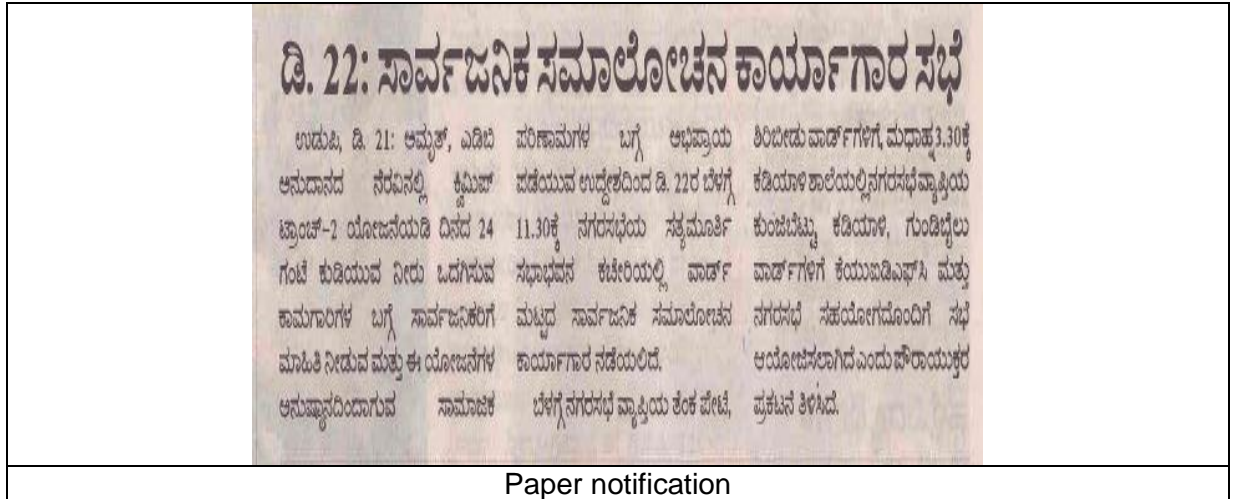 ಡಿ. 22: ಸಾರ್ವಜನಿಕ ಸಮಾಲೋಚನ ಕಾರ್ಯಾಗಾರ ಸಭೆ
ಉಡುಪಿ, ಡಿ. 21: ಅಮೃತ್, ಎಡಿಬಿ
ಅನುದಾನದ ನೆರವಿನಲ್ಲಿ ಕ್ವಿಮಿಪ್
ಟ್ರಾಂಚ್-2 ಯೋಜನೆಯಡಿ ದಿನದ 24
ಗಂಟೆ ಕುಡಿಯುವ ನೀರು ಒದಗಿಸುವ
ಕಾಮಗಾರಿಗಳ ಬಗ್ಗೆ ಸಾರ್ವಜನಿಕರಿಗೆ
ಮಾಹಿತಿ ನೀಡುವ ಮತ್ತು ಈ ಯೋಜನೆಗಳ
ಅನುಷ್ಠಾನದಿಂದಾಗುವ ಸಾಮಾಜಿಕ
ಪರಿಣಾಮಗಳ ಬಗ್ಗೆ ಅಭಿಪ್ರಾಯ
ಪಡೆಯುವ ಉದ್ದೇಶದಿಂದ ಡಿ. 22ರ ಬೆಳಗ್ಗೆ
11.30ಕ್ಕೆ ನಗರಸಭೆಯ ಸತ್ಯಮೂರ್ತಿ
ಸಭಾಭವನ ಕಚೇರಿಯಲ್ಲಿ ವಾರ್ಡ್
ಮಟ್ಟದ ಸಾರ್ವಜನಿಕ ಸಮಾಲೋಚನ
ಕಾರ್ಯಾಗಾರ ನಡೆಯಲಿದೆ.
ಬೆಳಗ್ಗೆ ನಗರಸಭೆ ವ್ಯಾಪ್ತಿಯ ತೆಂಕ ಪೇಟೆ,
ಶಿರಿಬೀಡು ವಾರ್ಡ್‌ಗಳಿಗೆ, ಮಧಾಹ್ನ 3.30ಕ್ಕೆ
ಕಡಿಯಾಳಿ ಶಾಲೆಯಲ್ಲಿ ನಗರಸಭೆ ವ್ಯಾಪ್ತಿಯ
ಕುಂಜಿಬೆಟ್ಟು ಕಡಿಯಾಳಿ, ಗುಂಡಿಬೈಲು
ವಾರ್ಡ್‌ಗಳಿಗೆ ಕೆಯುಐಡಿಎಫ್‌ಸಿ ಮತ್ತು
ನಗರಸಭೆ ಸಹಯೋಗದೊಂದಿಗೆ ಸಭೆ
ಆಯೋಜಿಸಲಾಗಿದೆ ಎಂದು ಪೌರಾಯುಕ್ತರ
ಪ್ರಕಟನೆ ತಿಳಿಸಿದೆ.
Paper notification